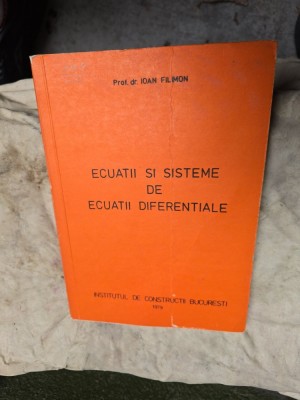 Prof. dr. IOAN FILIMON
ECUATII SI SISTEME
DE
ECUATII DIFERENTIALE
INSTITUTUL DE CONSTRUCTII BUCURESTI